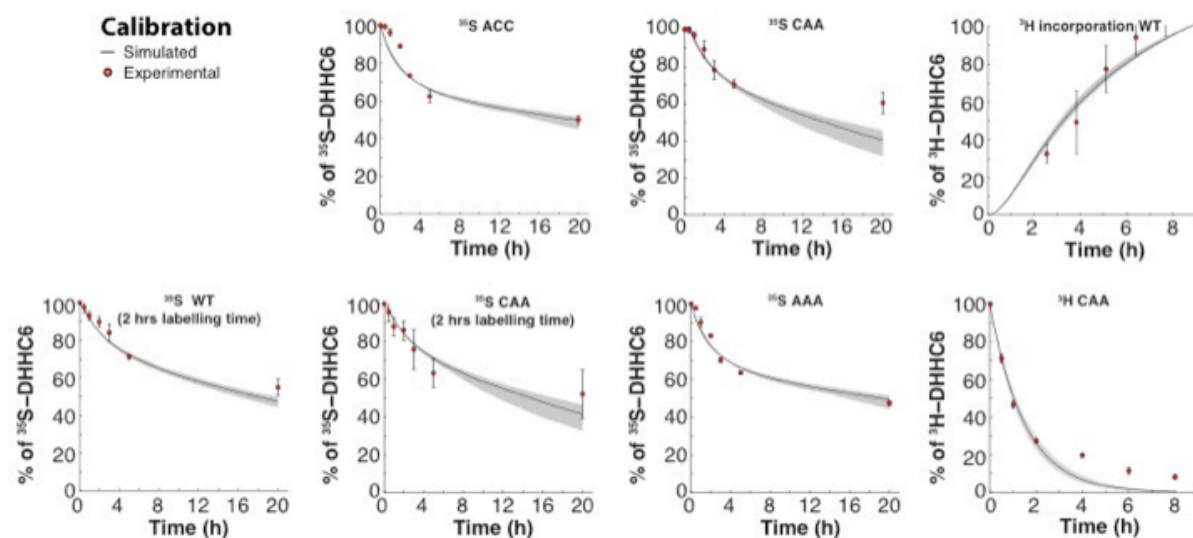 Calibration
— Simulated
Experimental
³⁵S ACC
% of ³⁵S–DHHC6
100
80
60
40
20
0
0 4 8 12 16 20
Time (h)
³⁵S CAA
% of ³⁵S–DHHC6
100
80
60
40
20
0
0 4 8 12 16 20
Time (h)
³H incorporation WT
% of ³H–DHHC6
100
80
60
40
20
0
0 2 4 6 8
Time (h)
³⁵S WT
(2 hrs labelling time)
% of ³⁵S–DHHC6
100
80
60
40
20
0
0 4 8 12 16 20
Time (h)
³⁵S CAA
(2 hrs labelling time)
% of ³⁵S–DHHC6
100
80
60
40
20
0
0 4 8 12 16 20
Time (h)
³⁵S AAA
% of ³⁵S–DHHC6
100
80
60
40
20
0
0 4 8 12 16 20
Time (h)
³H CAA
% of ³H–DHHC6
100
80
60
40
20
0
0 2 4 6 8
Time (h)